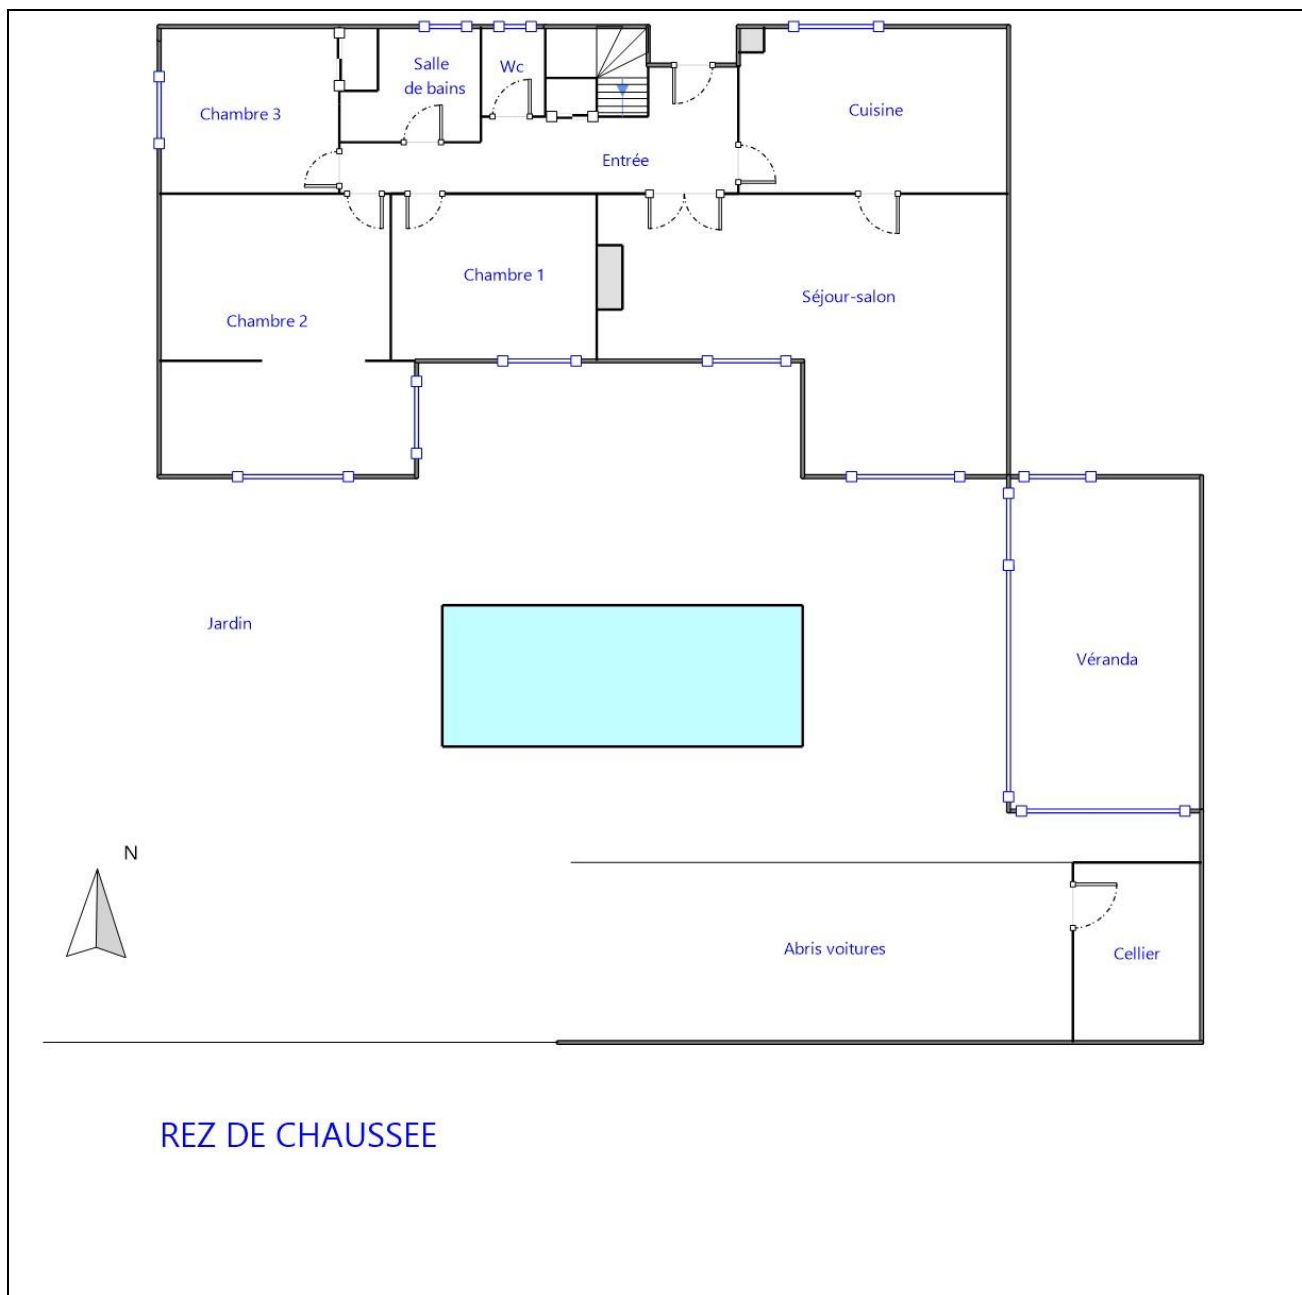 Salle
de bains
Wc
Chambre 3
Cuisine
Entrée
Chambre 1
Séjour-salon
Chambre 2
Jardin
Véranda
N
Abris voitures
Cellier
REZ DE CHAUSSEE